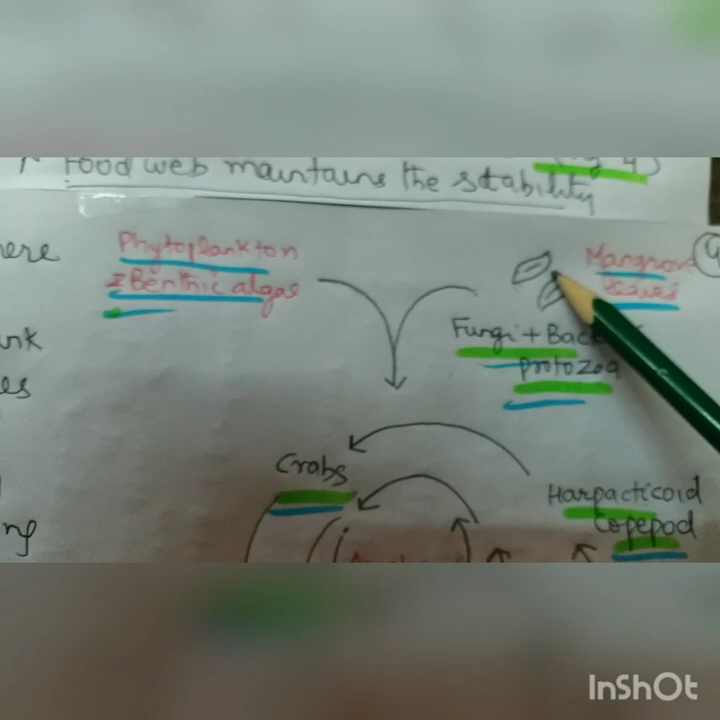 Food web maintains the stability
ere
Phytoplankton
Benthic algae
Mangrove
leaves
Fungi + Bac
protozoa
nk
es
Crabs
Harpacticoid
Copepod
ng
InShOt